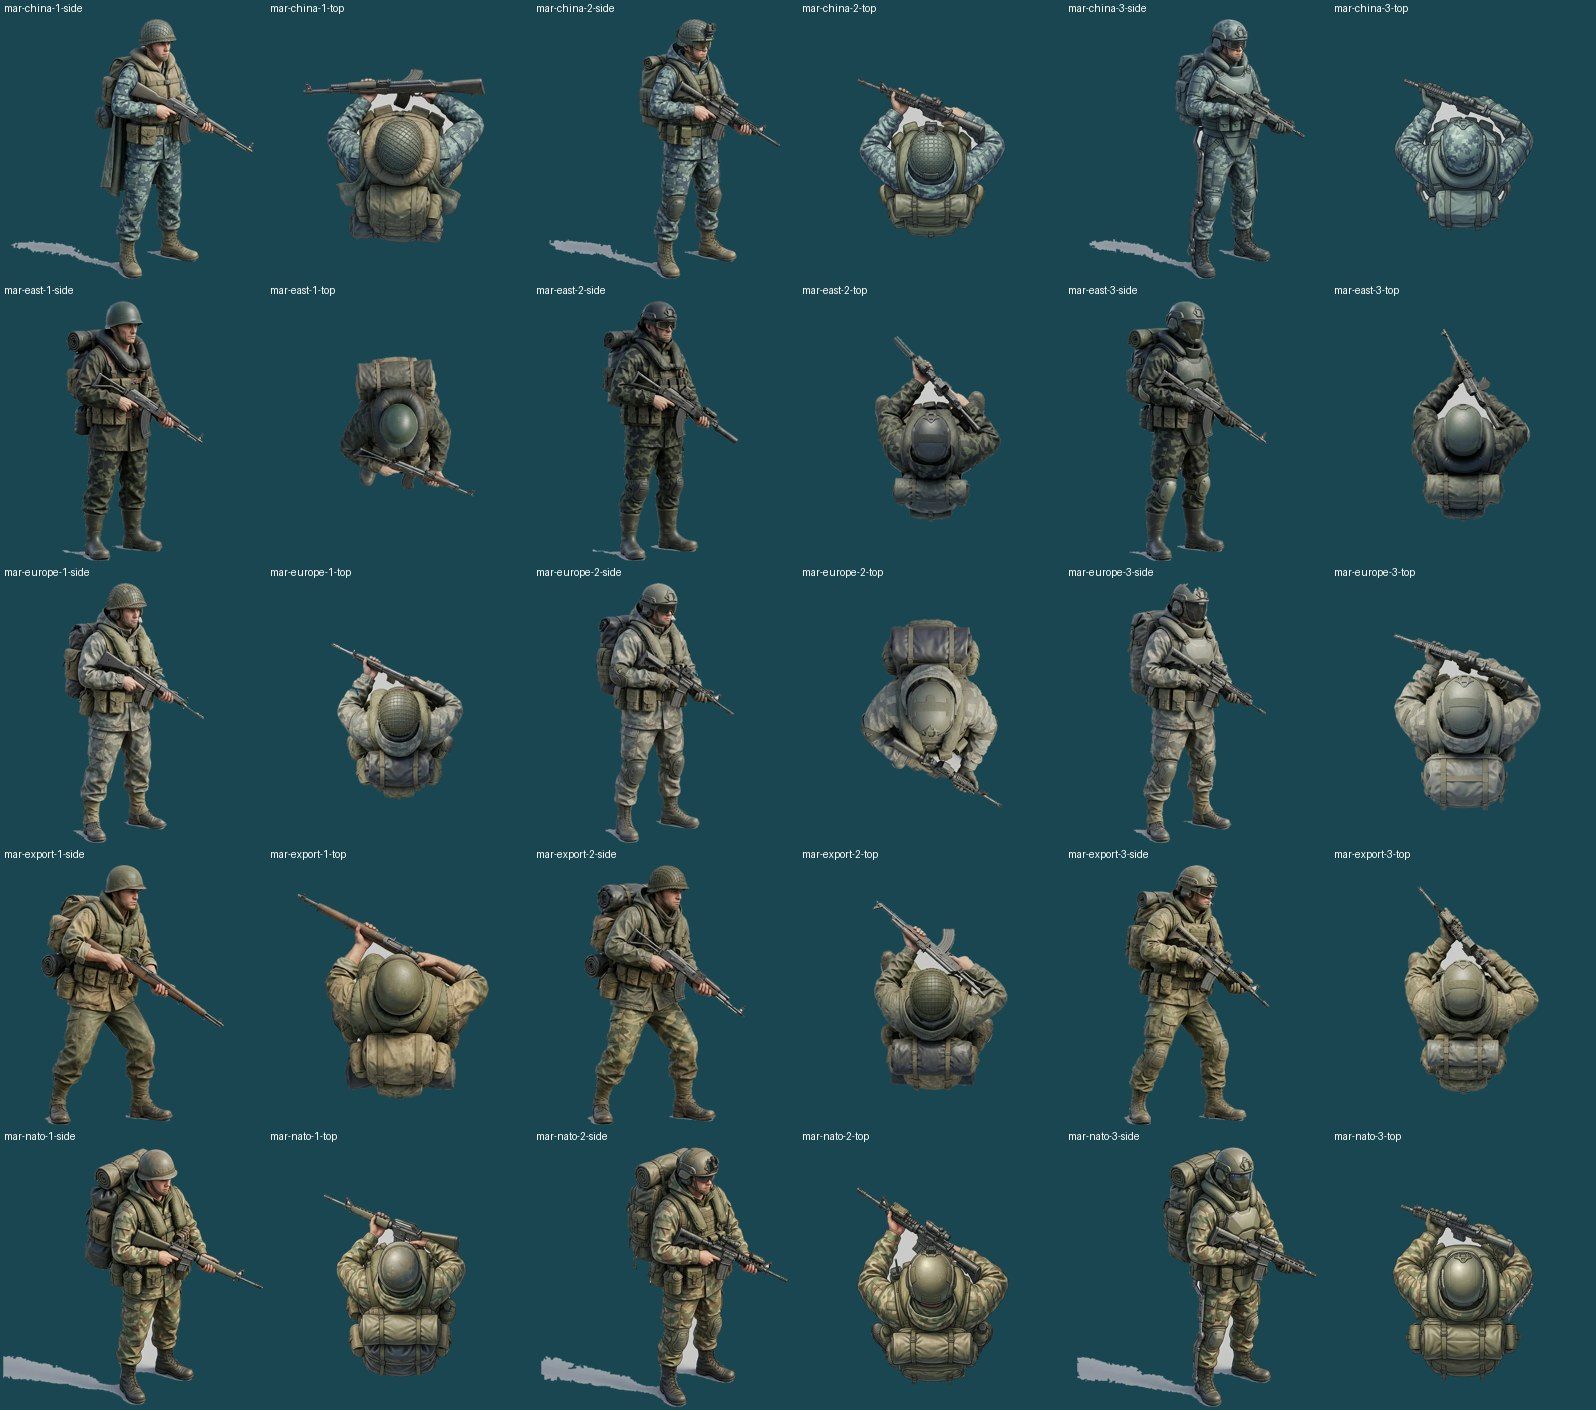 mar-china-1-side
mar-china-1-top
mar-china-2-side
mar-china-2-top
mar-china-3-side
mar-china-3-top
mar-east-1-side
mar-east-1-top
mar-east-2-side
mar-east-2-top
mar-east-3-side
mar-east-3-top
mar-europe-1-side
mar-europe-1-top
mar-europe-2-side
mar-europe-2-top
mar-europe-3-side
mar-europe-3-top
mar-export-1-side
mar-export-1-top
mar-export-2-side
mar-export-2-top
mar-export-3-side
mar-export-3-top
mar-nato-1-side
mar-nato-1-top
mar-nato-2-side
mar-nato-2-top
mar-nato-3-side
mar-nato-3-top